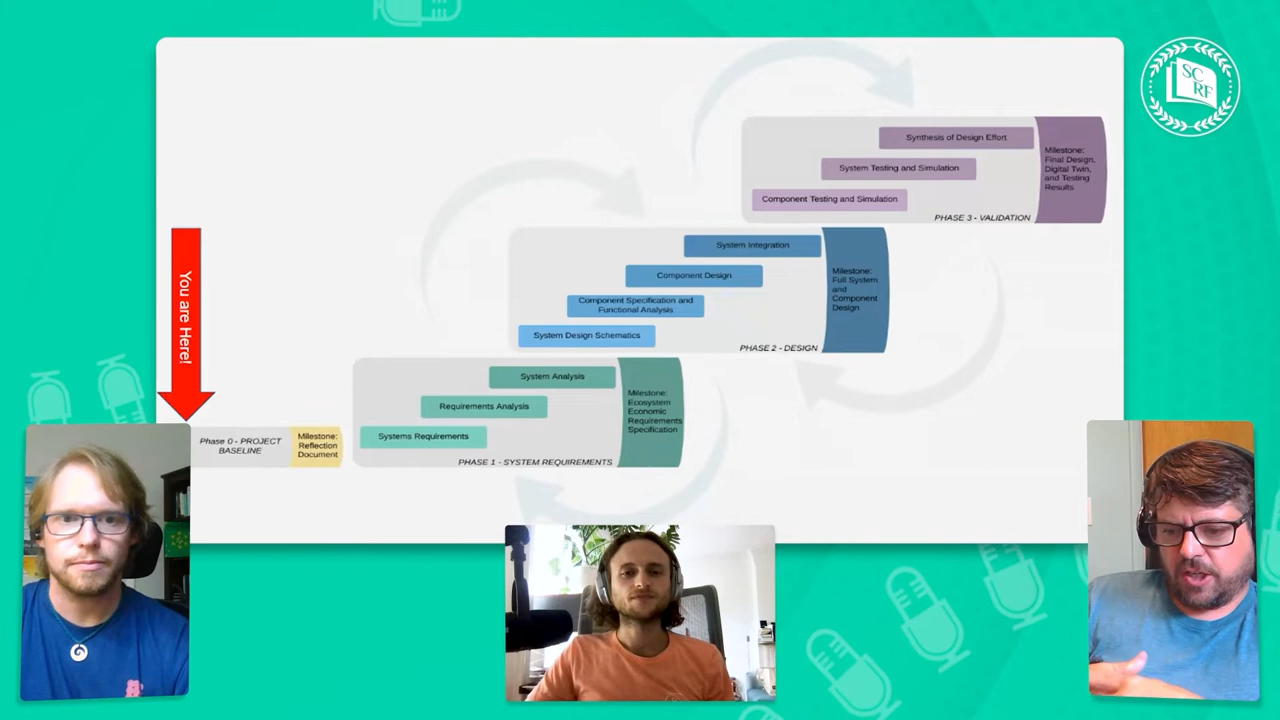 SC
RF
Synthesis of Design Effort
System Testing and Simulation
Component Testing and Simulation
PHASE 3 - VALIDATION
Milestone:
Final Design,
Digital Twin,
and Testing
Results
System Integration
Component Design
Component Specification and
Functional Analysis
System Design Schematics
PHASE 2 - DESIGN
Milestone:
Full System
and
Component
Design
You are Here!
System Analysis
Requirements Analysis
Systems Requirements
PHASE 1 - SYSTEM REQUIREMENTS
Milestone:
Ecosystem
Economic
Requirements
Specification
Phase 0 - PROJECT
BASELINE
Milestone:
Reflection
Document